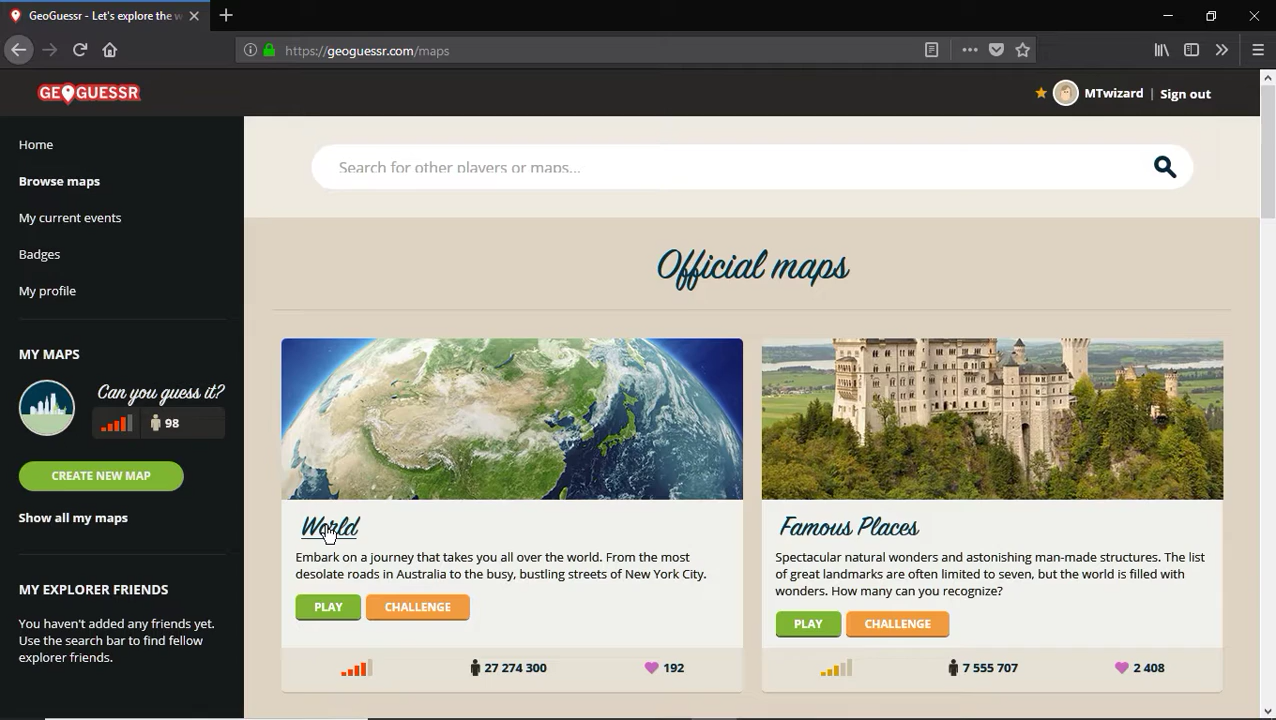 GeoGuessr - Let's explore the w
https://geoguessr.com/maps
GEOGUESSR
MTwizard | Sign out
Home
Browse maps
My current events
Badges
My profile
MY MAPS
Can you guess it?
98
CREATE NEW MAP
Show all my maps
MY EXPLORER FRIENDS
You haven't added any friends yet.
Use the search bar to find fellow
explorer friends.
Search for other players or maps...
Official maps
World
Embark on a journey that takes you all over the world. From the most
desolate roads in Australia to the busy, bustling streets of New York City.
PLAY CHALLENGE
27 274 300 192
Famous Places
Spectacular natural wonders and astonishing man-made structures. The list
of great landmarks are often limited to seven, but the world is filled with
wonders. How many can you recognize?
PLAY CHALLENGE
7 555 707 2 408